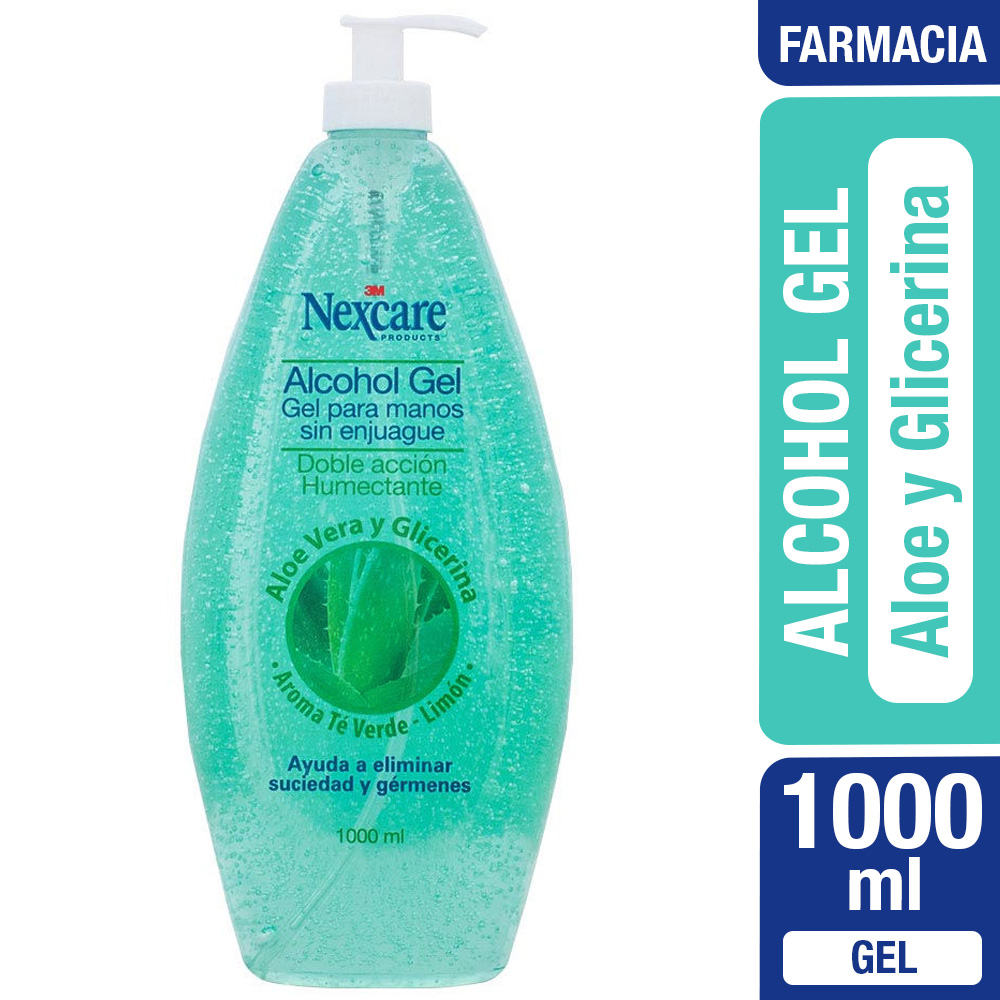 3M
Nexcare
PRODUCTS
Alcohol Gel
Gel para manos
sin enjuague
Doble acción
Humectante
Aloe Vera y Glicerina
• Aroma Té Verde - Limón •
Ayuda a eliminar
suciedad y gérmenes
1000 ml
FARMACIA
ALCOHOL GEL
Aloe y Glicerina
1000
ml
GEL